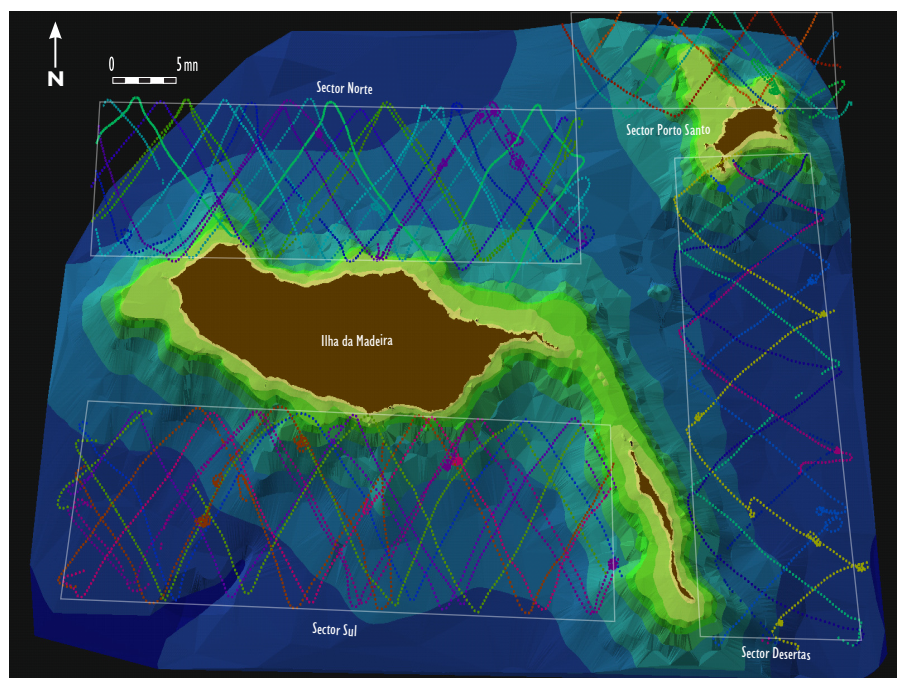 N
0 5 mn
Sector Norte
Sector Porto Santo
Ilha da Madeira
Sector Sul
Sector Desertas